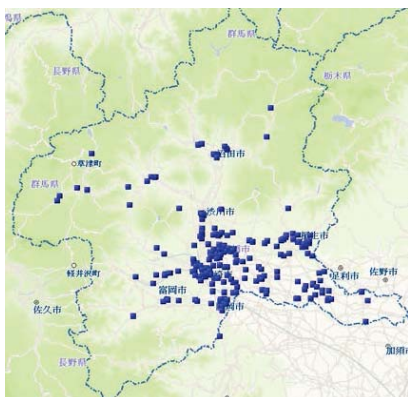 馬県
群馬県
長野県
栃木県
沼田市
草津町
群馬県
渋川市
桐生市
軽井沢町
足利市
佐野市
富岡市
佐久市
長野県
加須市